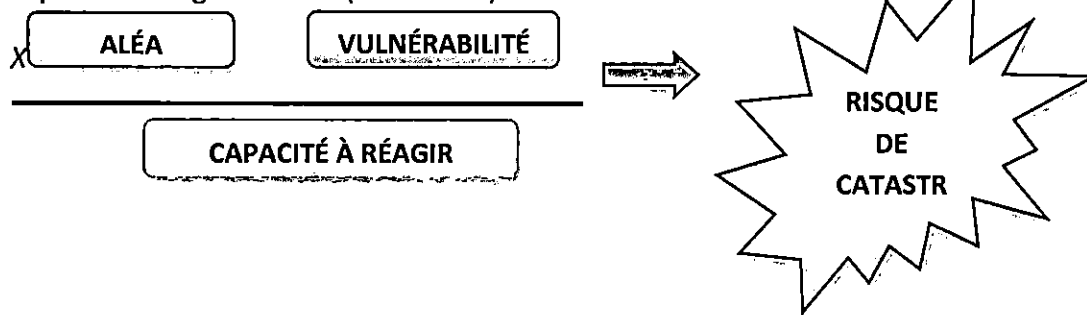 X ALÉA VULNÉRABILITÉ
CAPACITÉ À RÉAGIR
RISQUE
DE
CATASTR